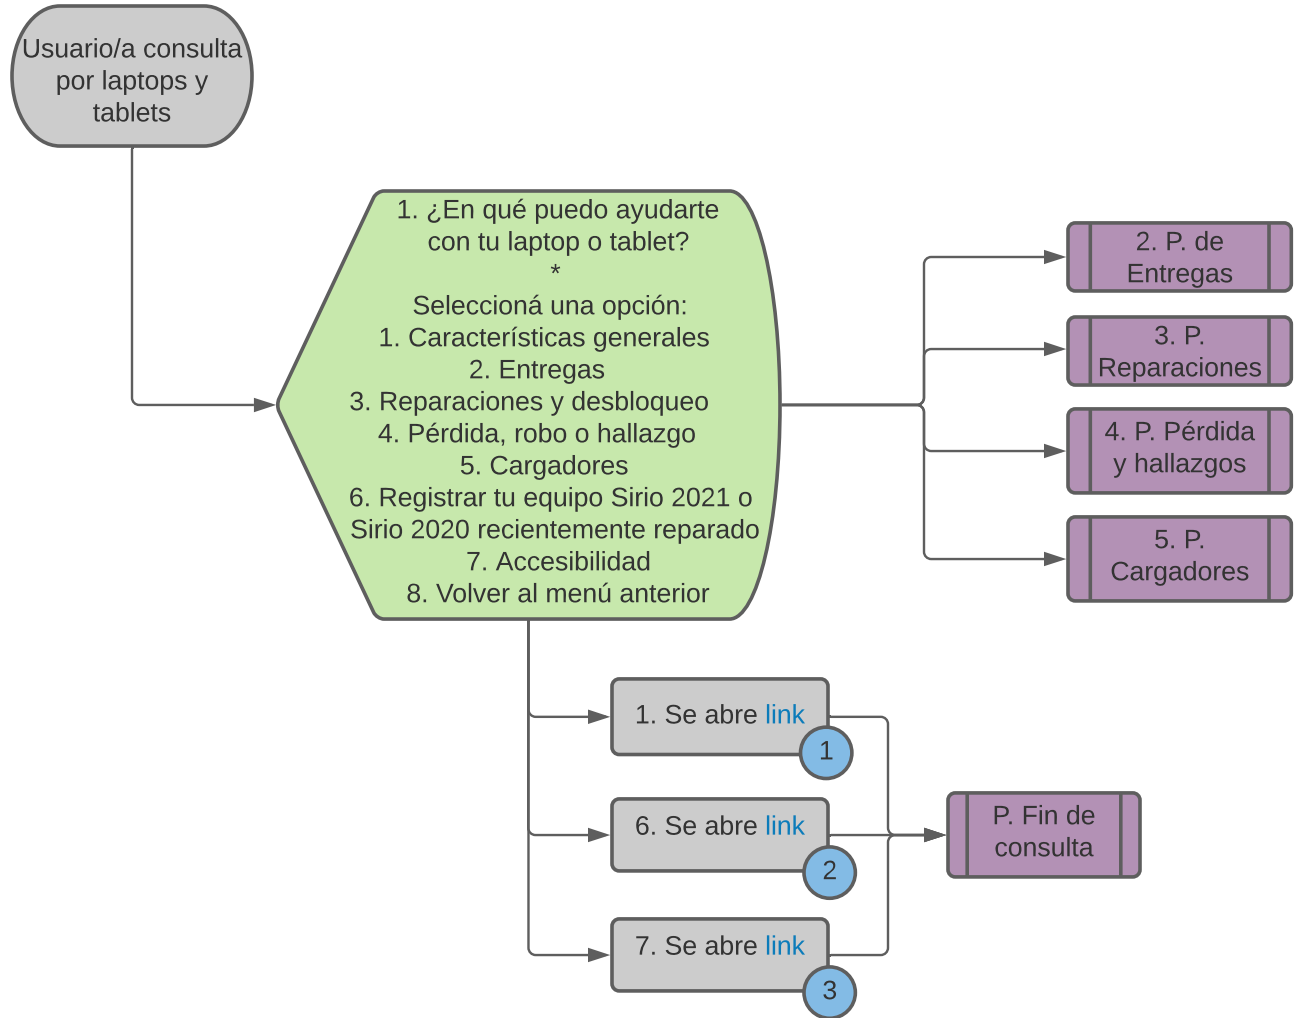 Usuario/a consulta
por laptops y
tablets
1. ¿En qué puedo ayudarte
con tu laptop o tablet?
*
Seleccioná una opción:
1. Características generales
2. Entregas
3. Reparaciones y desbloqueo
4. Pérdida, robo o hallazgo
5. Cargadores
6. Registrar tu equipo Sirio 2021 o
Sirio 2020 recientemente reparado
7. Accesibilidad
8. Volver al menú anterior
2. P. de
Entregas
3. P.
Reparaciones
4. P. Pérdida
y hallazgos
5. P.
Cargadores
1. Se abre link
1
6. Se abre link
2
7. Se abre link
3
P. Fin de
consulta